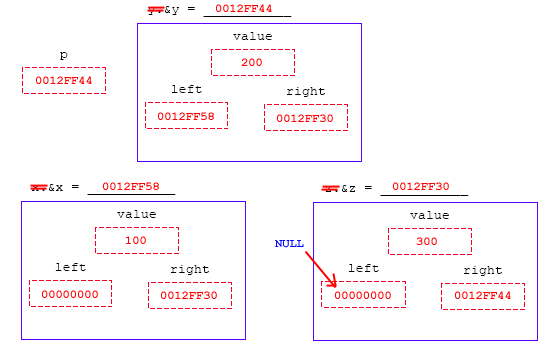 &y = 0012FF44
value
200
p
0012FF44
left right
0012FF58 0012FF30
&x = 0012FF58
value
100
left right
00000000 0012FF30
&z = 0012FF30
value
300
NULL
left right
00000000 0012FF44